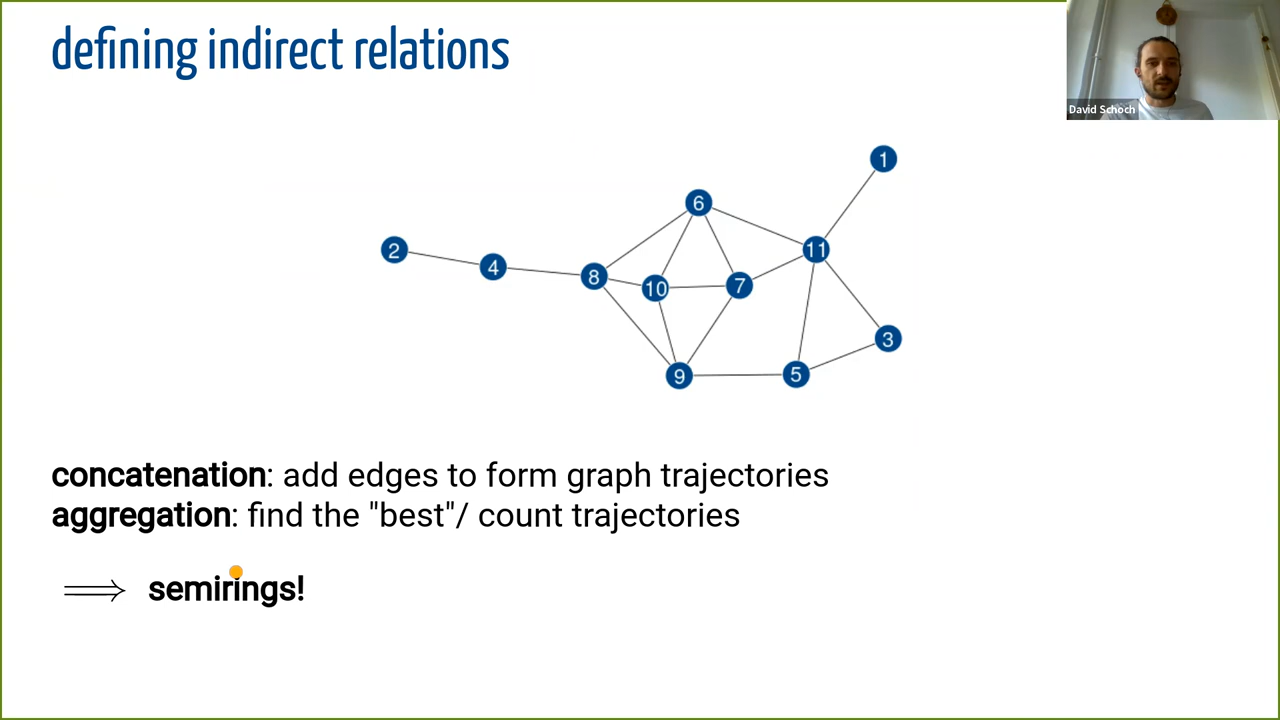 defining indirect relations
David Schoch
1
6
2
11
4
8
10
7
3
9
5
concatenation: add edges to form graph trajectories
aggregation: find the "best"/ count trajectories
⟹ semirings!